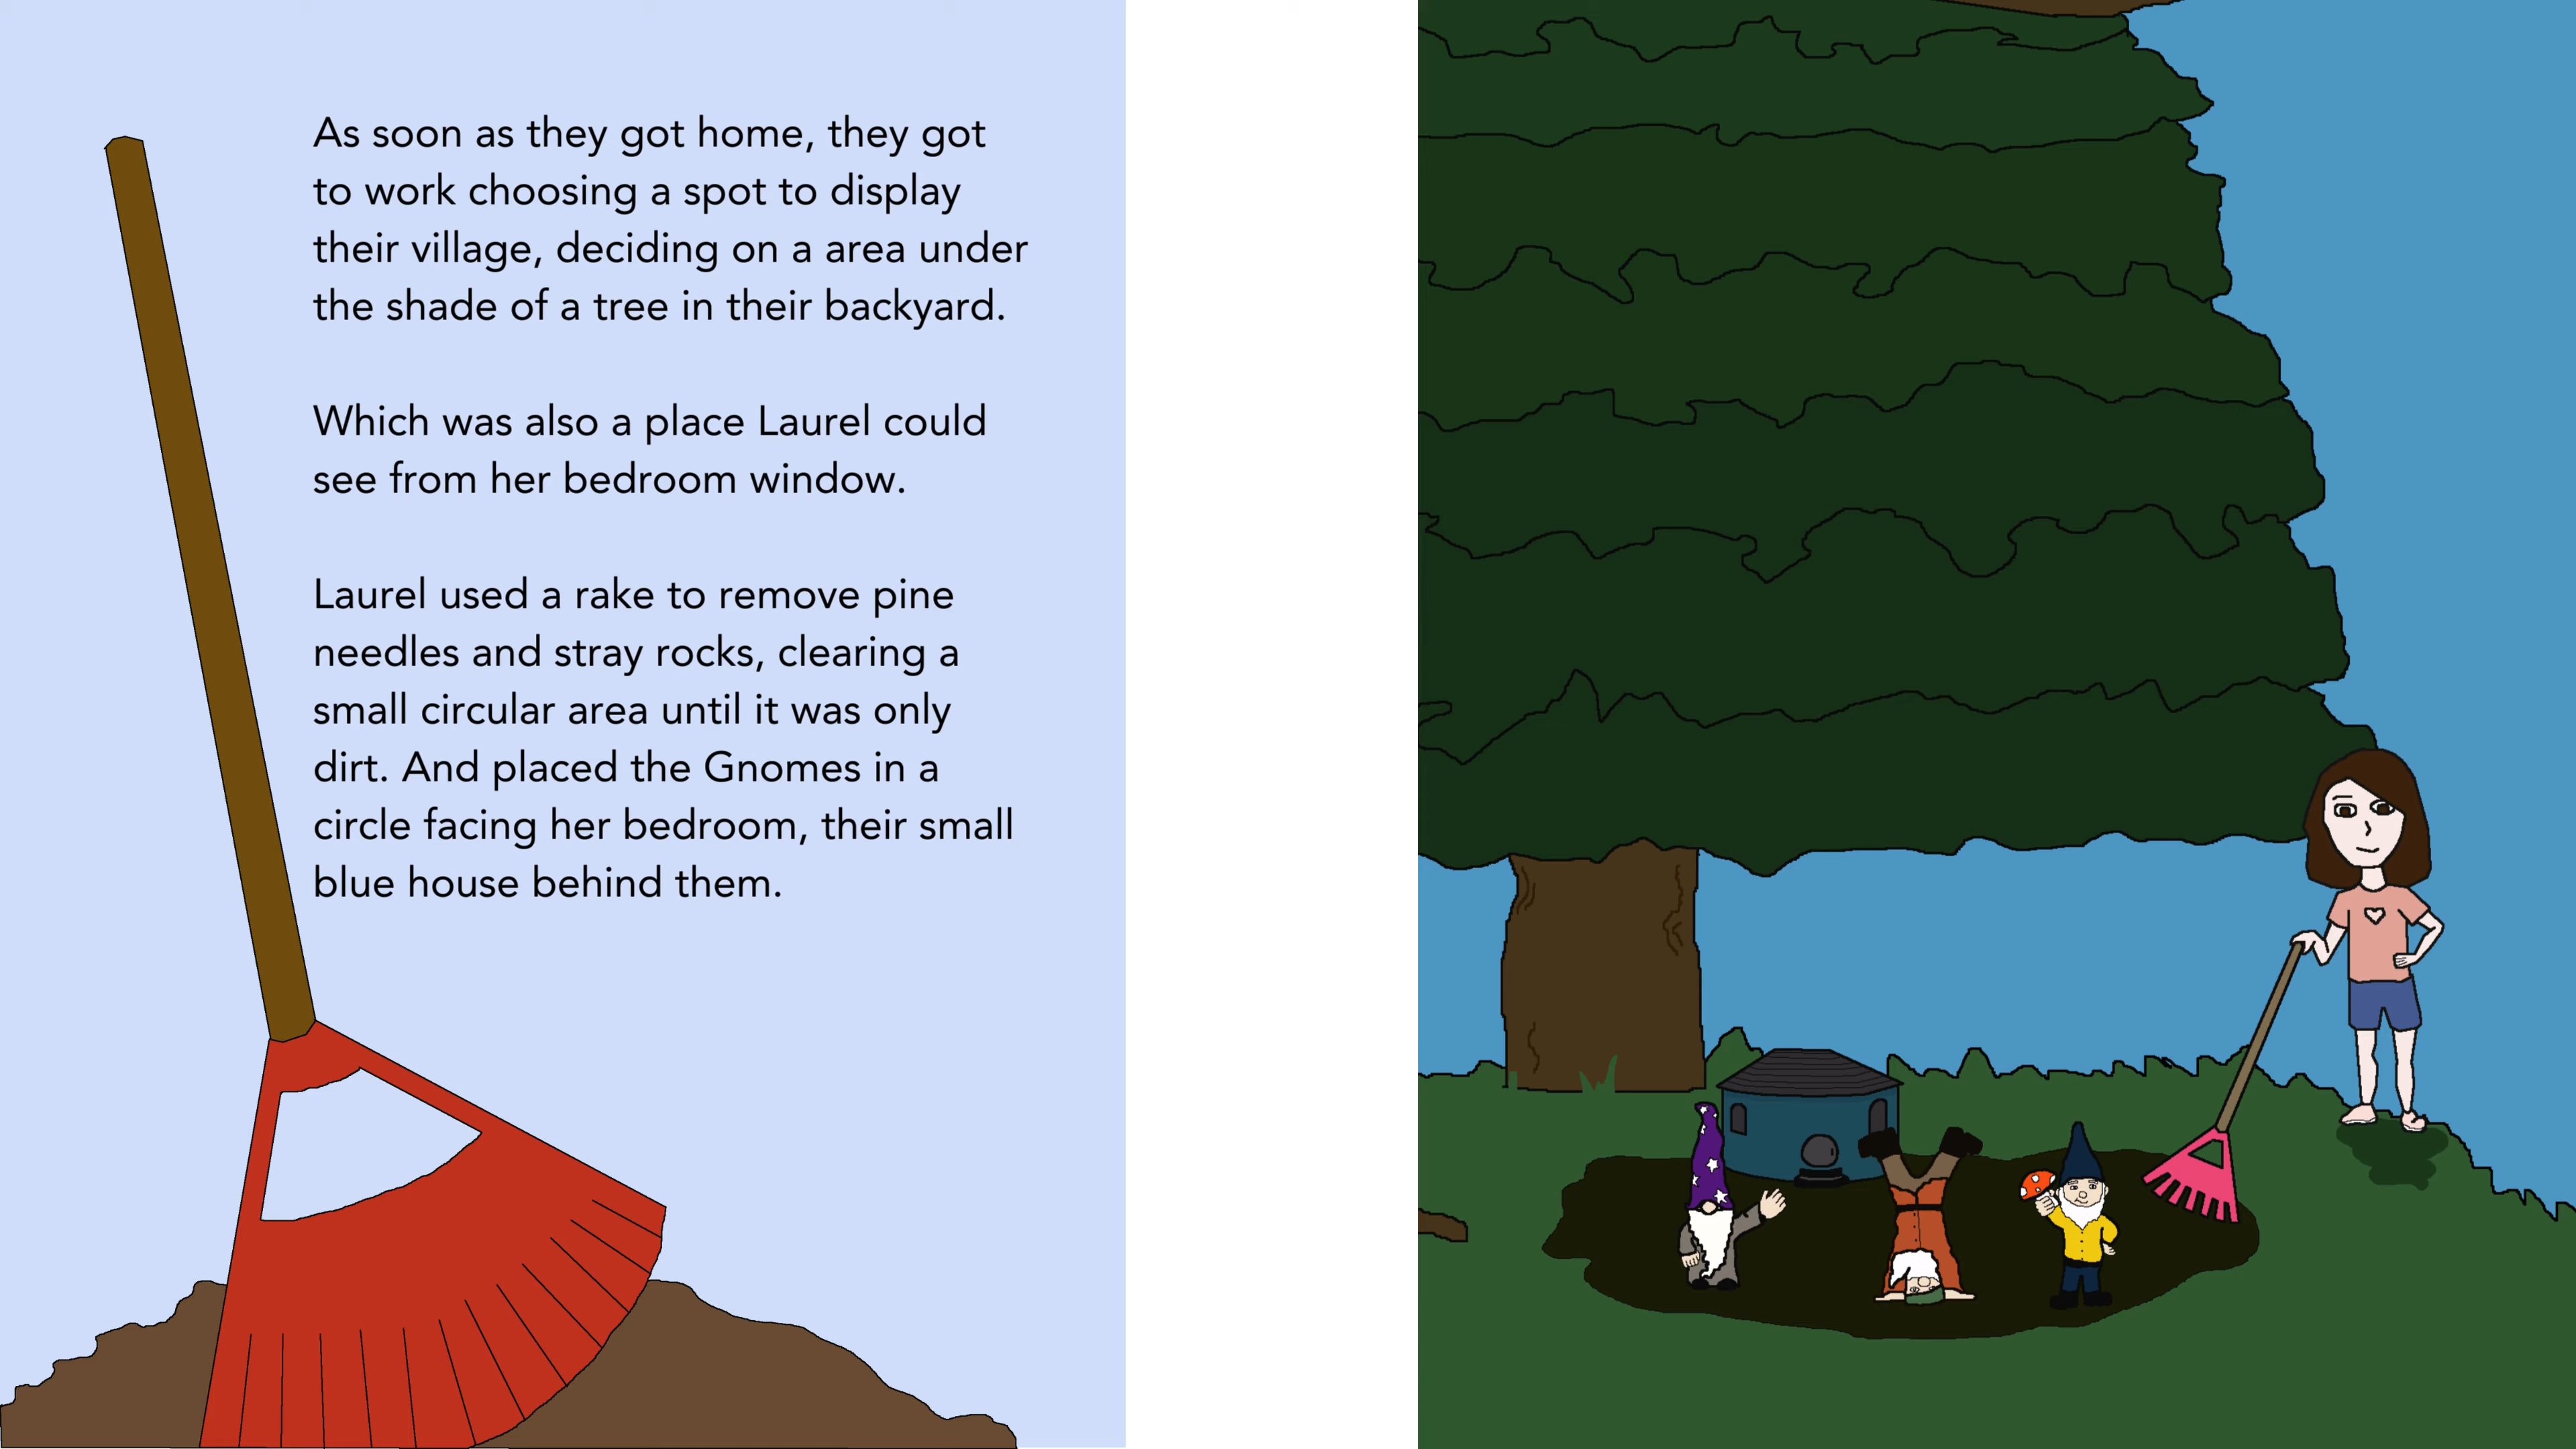 As soon as they got home, they got
to work choosing a spot to display
their village, deciding on a area under
the shade of a tree in their backyard.
Which was also a place Laurel could
see from her bedroom window.
Laurel used a rake to remove pine
needles and stray rocks, clearing a
small circular area until it was only
dirt. And placed the Gnomes in a
circle facing her bedroom, their small
blue house behind them.